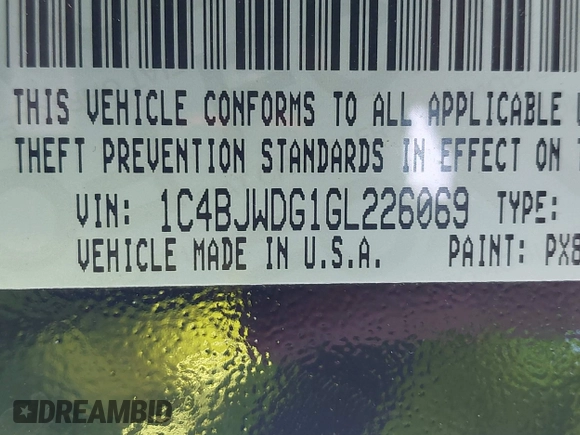 THIS VEHICLE CONFORMS TO ALL APPLICABLE
THEFT PREVENTION STANDARDS IN EFFECT ON
VIN: 1C4BJWDG1GL226069 TYPE:
VEHICLE MADE IN U.S.A. PAINT: PX8
DREAMBID